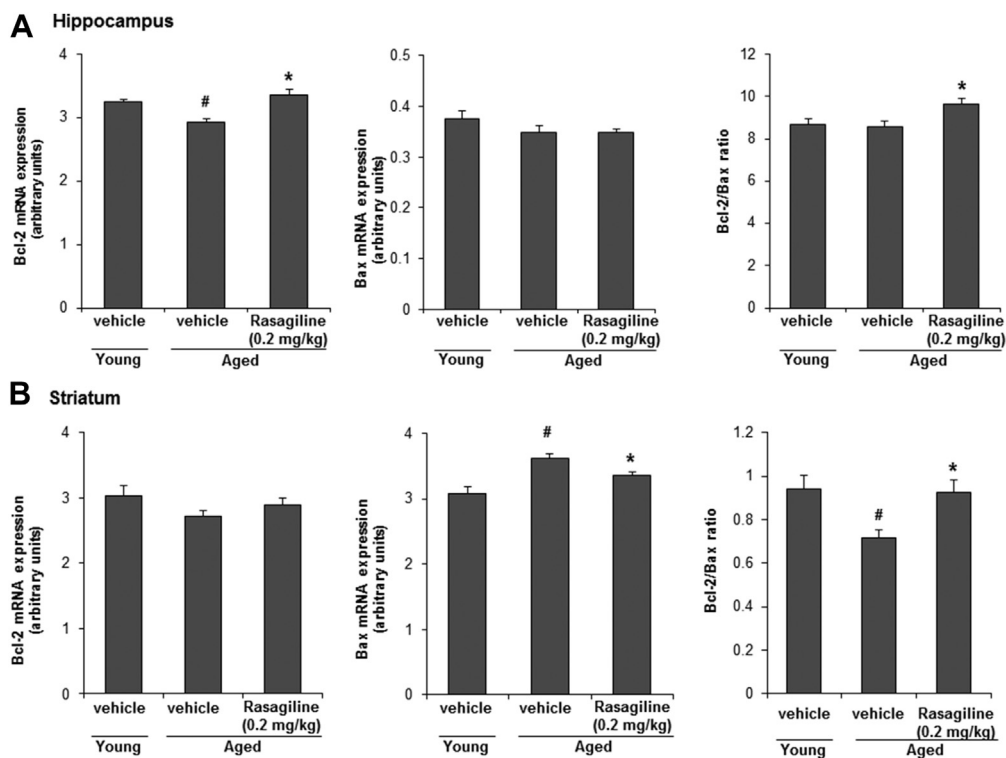 A Hippocampus
Bcl-2 mRNA expression
(arbitrary units)
4
3
2
1
0
#
*
vehicle
vehicle
Rasagiline
(0.2 mg/kg)
Young
Aged
Bax mRNA expression
(arbitrary units)
0.5
0.4
0.3
0.2
0.1
0
vehicle
vehicle
Rasagiline
(0.2 mg/kg)
Young
Aged
Bcl-2/Bax ratio
12
10
8
6
4
2
0
*
vehicle
vehicle
Rasagiline
(0.2 mg/kg)
Young
Aged
B Striatum
Bcl-2 mRNA expression
(arbitrary units)
4
3
2
1
0
vehicle
vehicle
Rasagiline
(0.2 mg/kg)
Young
Aged
Bax mRNA expression
(arbitrary units)
4
3
2
1
0
#
*
vehicle
vehicle
Rasagiline
(0.2 mg/kg)
Young
Aged
Bcl-2/Bax ratio
1.2
1
0.8
0.6
0.4
0.2
0
#
*
vehicle
vehicle
Rasagiline
(0.2 mg/kg)
Young
Aged